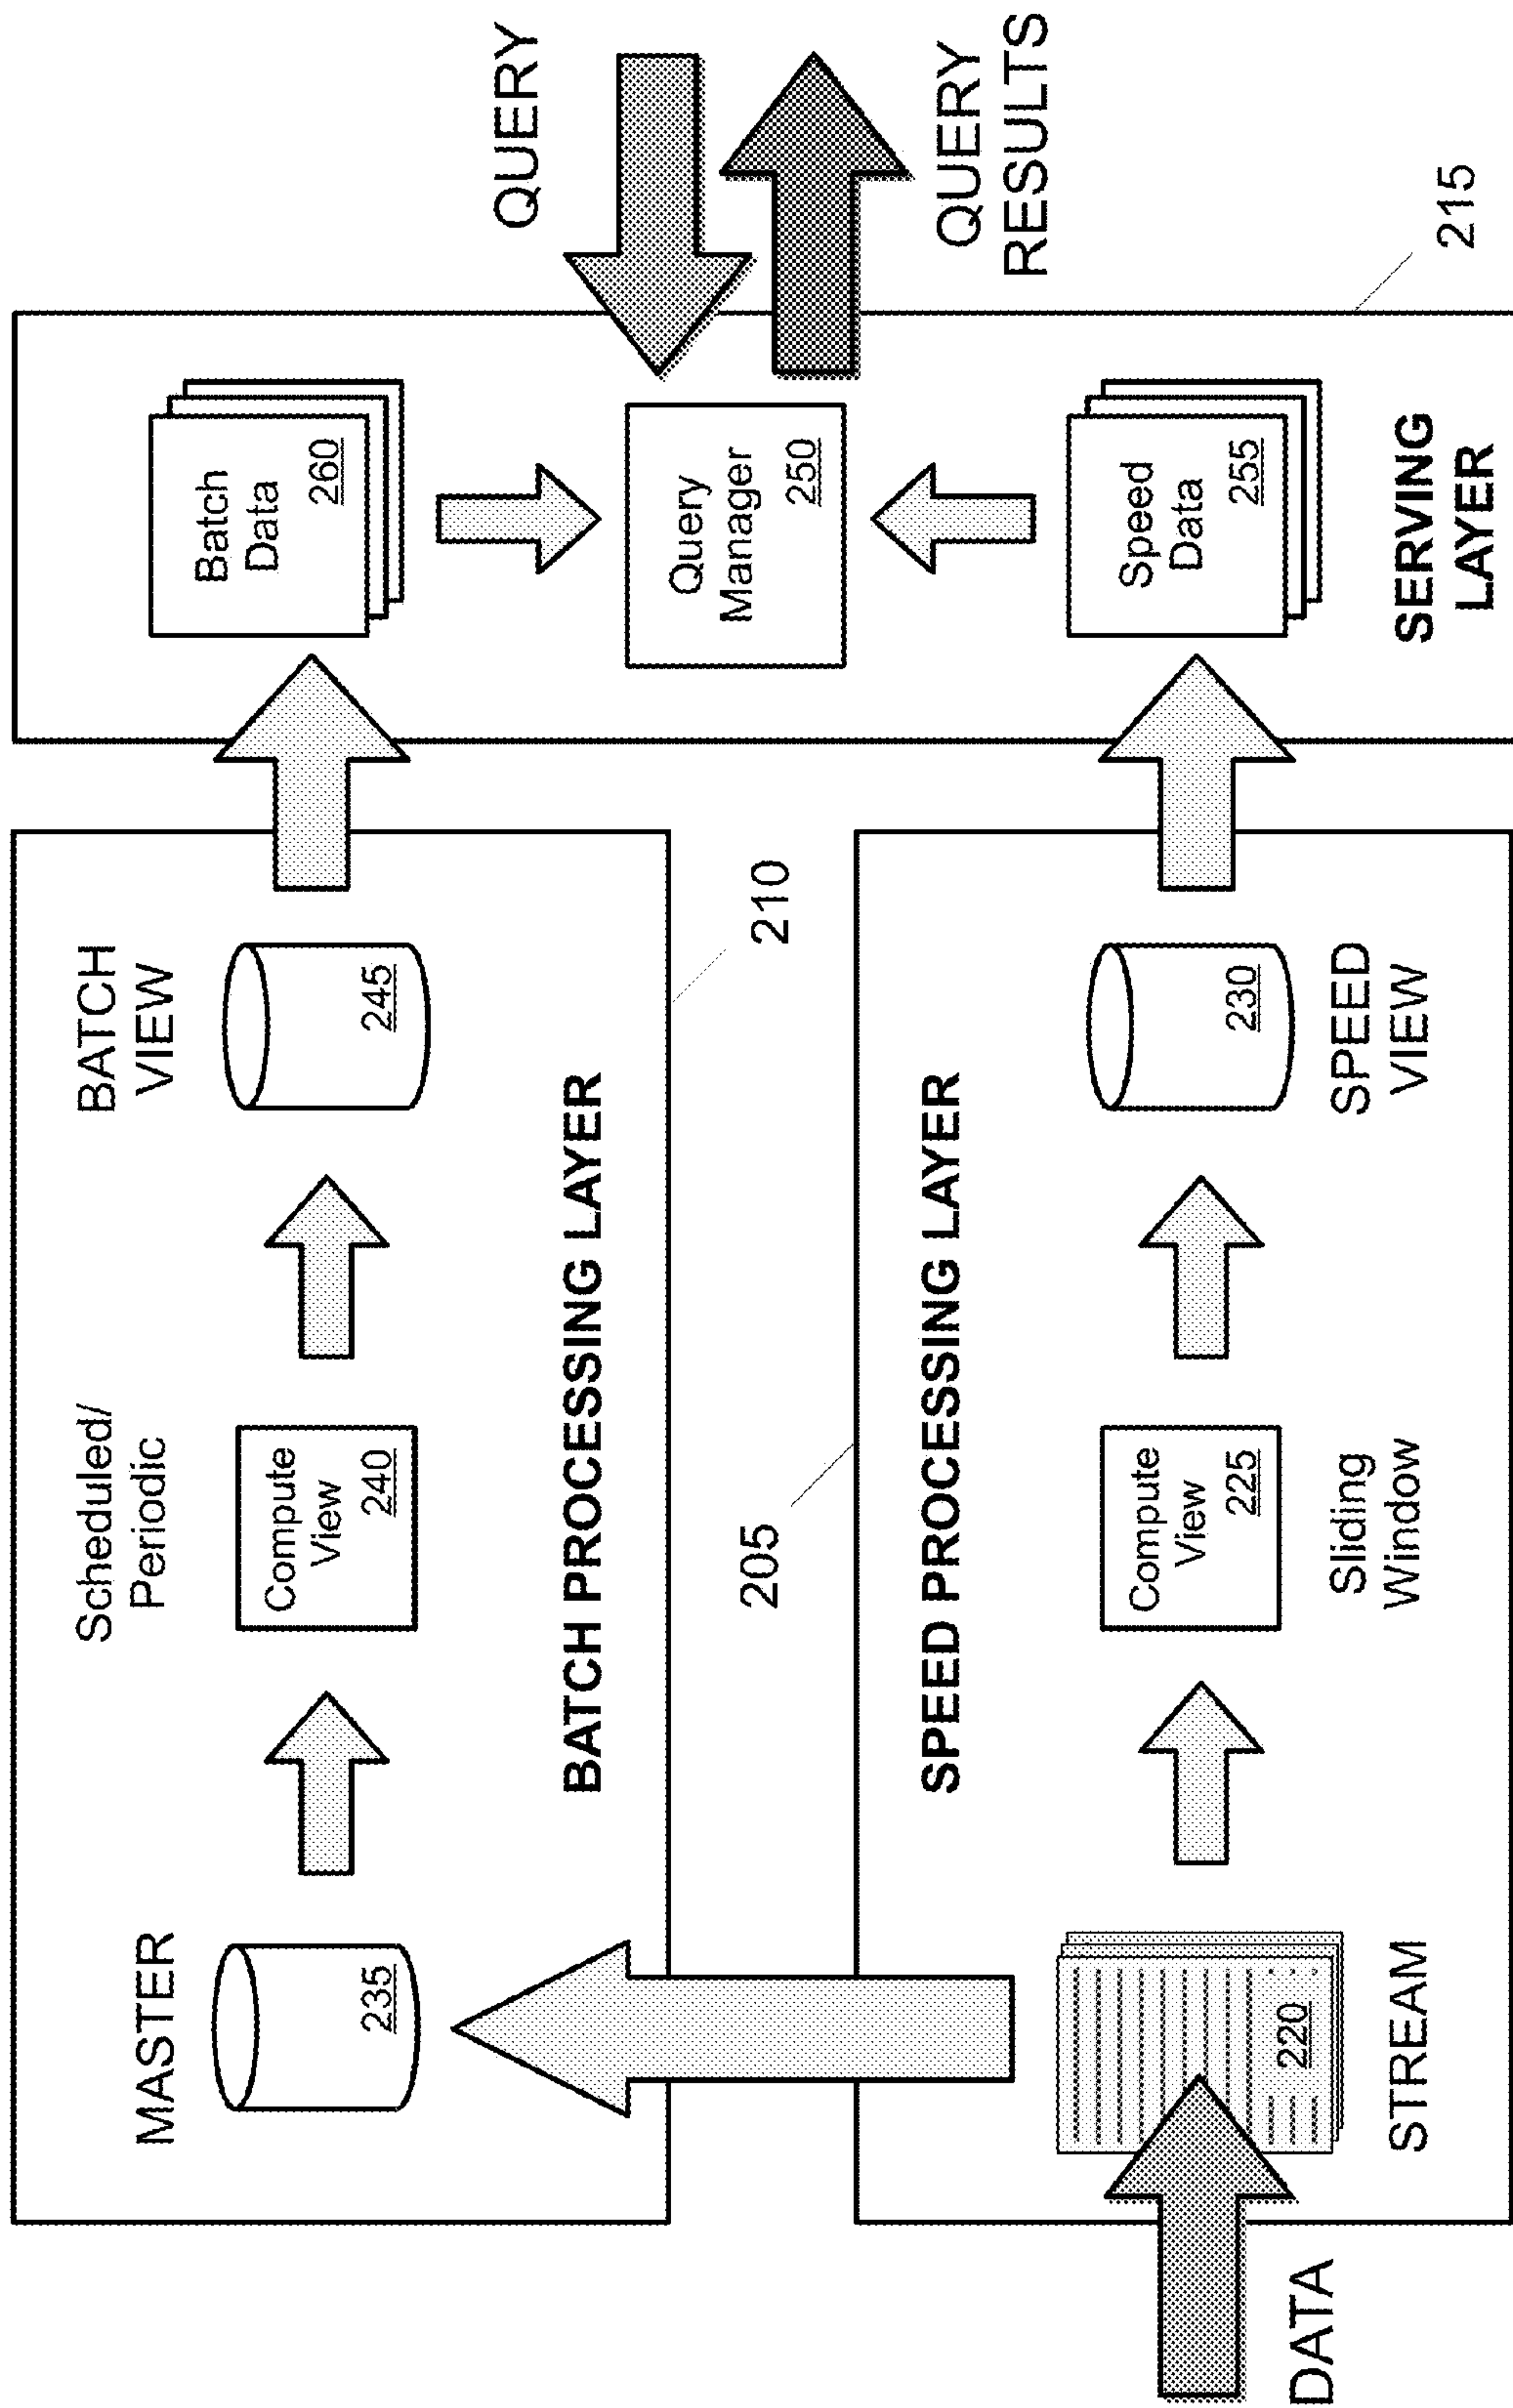 MASTER
235
Scheduled/
Periodic
Compute
View
240
BATCH
VIEW
245
BATCH PROCESSING LAYER
210
205
SPEED PROCESSING LAYER
DATA
220
STREAM
Compute
View
225
Sliding
Window
230
SPEED
VIEW
Batch
Data
260
Query
Manager
250
Speed
Data
255
SERVING
LAYER
215
QUERY
QUERY
RESULTS